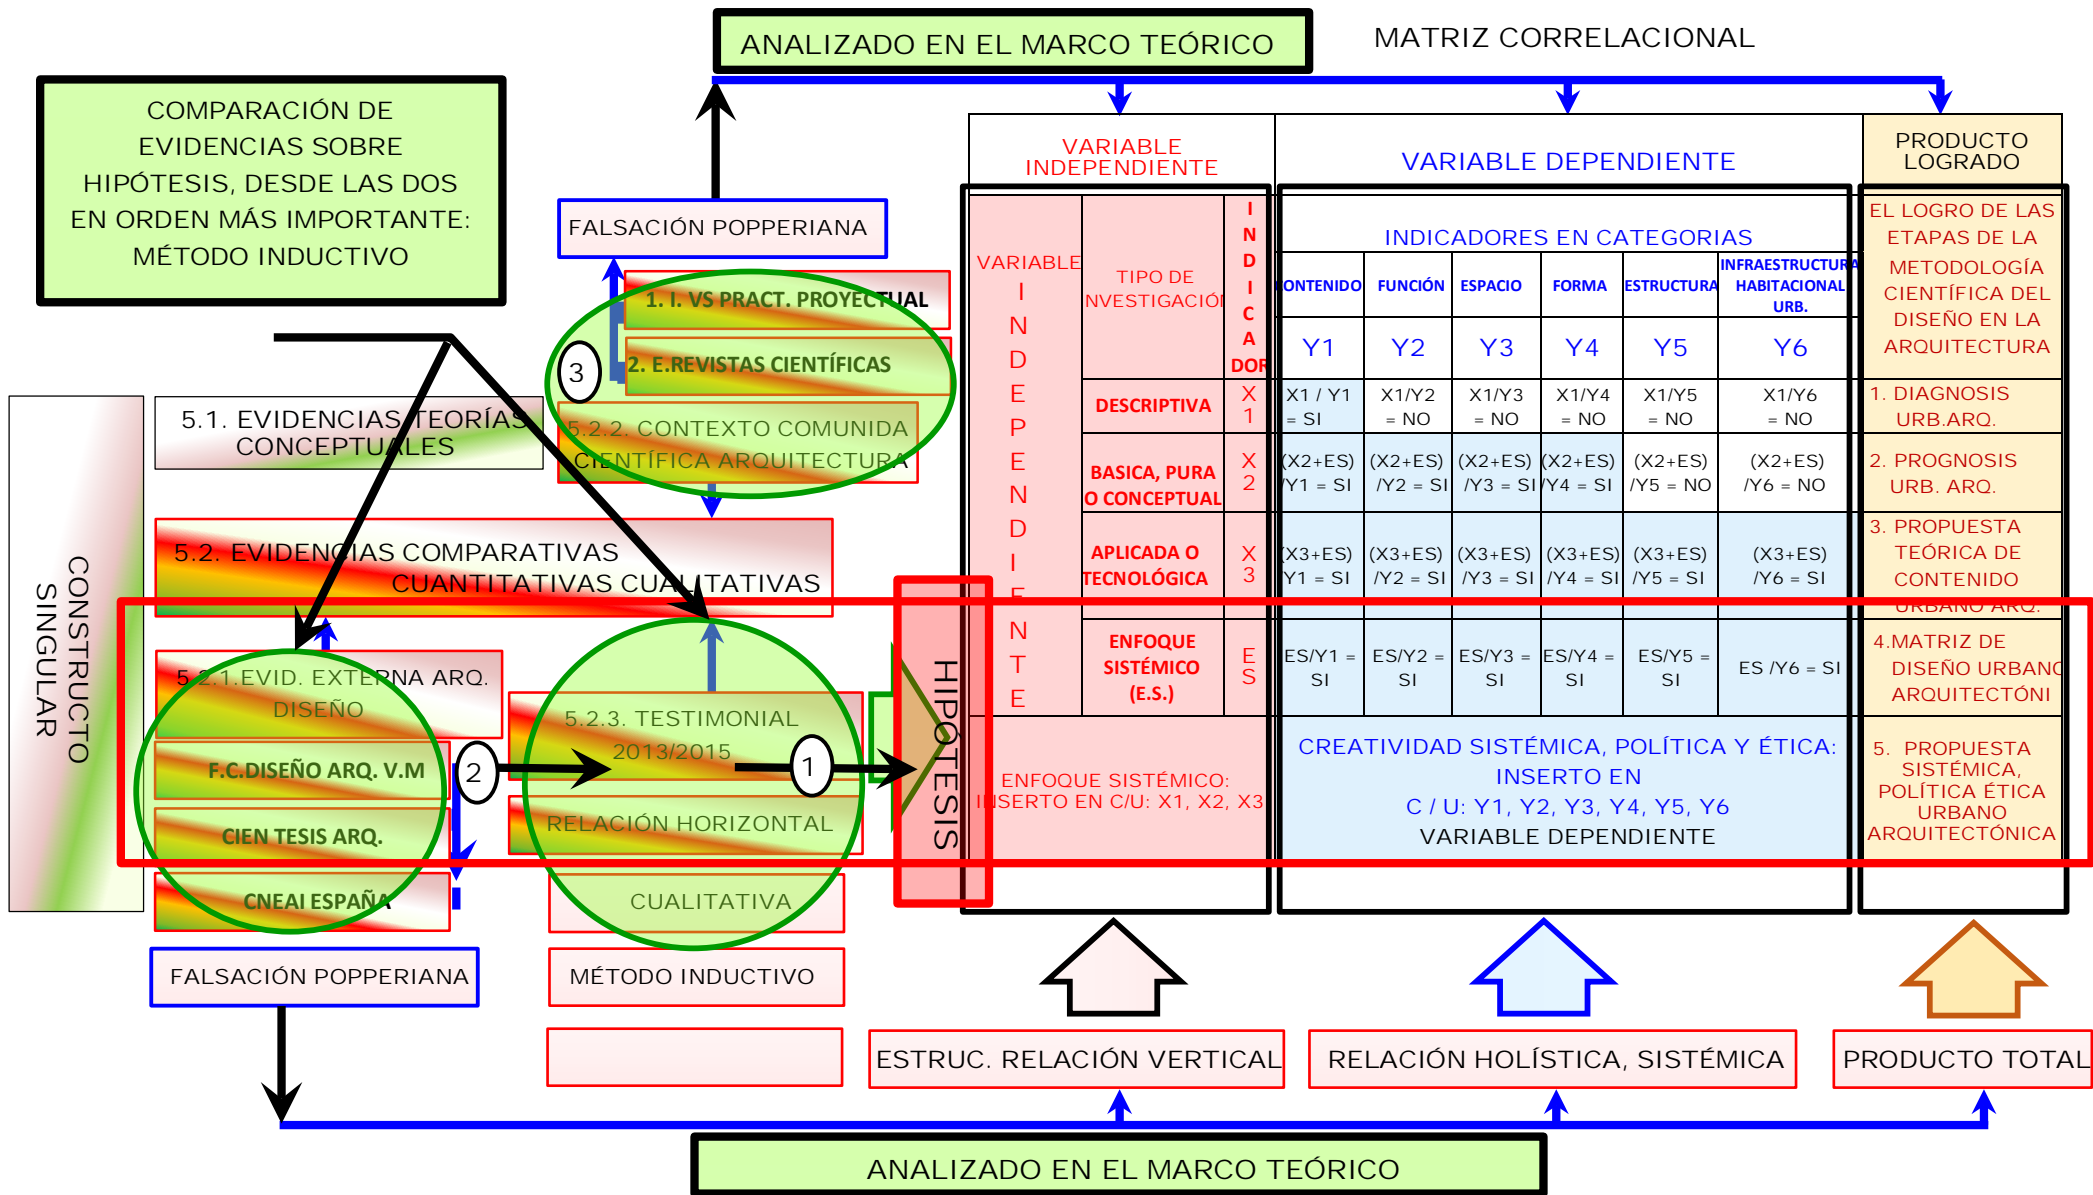 ANALIZADO EN EL MARCO TEÓRICO
MATRIZ CORRELACIONAL
COMPARACIÓN DE
EVIDENCIAS SOBRE
HIPÓTESIS, DESDE LAS DOS
EN ORDEN MÁS IMPORTANTE:
MÉTODO INDUCTIVO
FALSACIÓN POPPERIANA
1. I. VS PRACT. PROYECTUAL
2. E.REVISTAS CIENTÍFICAS
3
5.2.2. CONTEXTO COMUNIDA
CIENTÍFICA ARQUITECTURA
5.1. EVIDENCIAS TEORÍAS
CONCEPTUALES
5.2. EVIDENCIAS COMPARATIVAS
CUANTITATIVAS CUALITATIVAS
CONSTRUCTO
SINGULAR
5.2.1.EVID. EXTERNA ARQ.
DISEÑO
F.C.DISEÑO ARQ. V.M
CIEN TESIS ARQ.
CNEAI ESPAÑA
2
5.2.3. TESTIMONIAL
2013/2015
1
RELACIÓN HORIZONTAL
CUALITATIVA
MÉTODO INDUCTIVO
FALSACIÓN POPPERIANA
HIPÓTESIS
VARIABLE
INDEPENDIENTE
VARIABLE DEPENDIENTE
PRODUCTO
LOGRADO
VARIABLE
I
N
D
E
P
E
N
D
I
E
N
T
E
TIPO DE
NVESTIGACIÓN
I
N
D
I
C
A
DOR
INDICADORES EN CATEGORIAS
CONTENIDO FUNCIÓN ESPACIO FORMA ESTRUCTURA
INFRAESTRUCTURA
HABITACIONAL
URB.
Y1 Y2 Y3 Y4 Y5 Y6
EL LOGRO DE LAS
ETAPAS DE LA
METODOLOGÍA
CIENTÍFICA DEL
DISEÑO EN LA
ARQUITECTURA
DESCRIPTIVA
X
1
X1 / Y1
= SI
X1/Y2
= NO
X1/Y3
= NO
X1/Y4
= NO
X1/Y5
= NO
X1/Y6
= NO
1. DIAGNOSIS
URB.ARQ.
BASICA, PURA
O CONCEPTUAL
X
2
(X2+ES)
/Y1 = SI
(X2+ES)
/Y2 = SI
(X2+ES)
/Y3 = SI
(X2+ES)
/Y4 = SI
(X2+ES)
/Y5 = NO
(X2+ES)
/Y6 = NO
2. PROGNOSIS
URB. ARQ.
APLICADA O
TECNOLÓGICA
X
3
(X3+ES)
Y1 = SI
(X3+ES)
/Y2 = SI
(X3+ES)
/Y3 = SI
(X3+ES)
/Y4 = SI
(X3+ES)
/Y5 = SI
(X3+ES)
/Y6 = SI
3. PROPUESTA
TEÓRICA DE
CONTENIDO
URBANO ARQ.
ENFOQUE
SISTÉMICO
(E.S.)
E
S
ES/Y1 =
SI
ES/Y2 =
SI
ES/Y3 =
SI
ES/Y4 =
SI
ES/Y5 =
SI
ES /Y6 = SI
4.MATRIZ DE
DISEÑO URBANO
ARQUITECTÓNI
ENFOQUE SISTÉMICO:
INSERTO EN C/U: X1, X2, X3
CREATIVIDAD SISTÉMICA, POLÍTICA Y ÉTICA:
INSERTO EN
C / U: Y1, Y2, Y3, Y4, Y5, Y6
VARIABLE DEPENDIENTE
5. PROPUESTA
SISTÉMICA,
POLÍTICA ÉTICA
URBANO
ARQUITECTÓNICA
ESTRUC. RELACIÓN VERTICAL
RELACIÓN HOLÍSTICA, SISTÉMICA
PRODUCTO TOTAL
ANALIZADO EN EL MARCO TEÓRICO